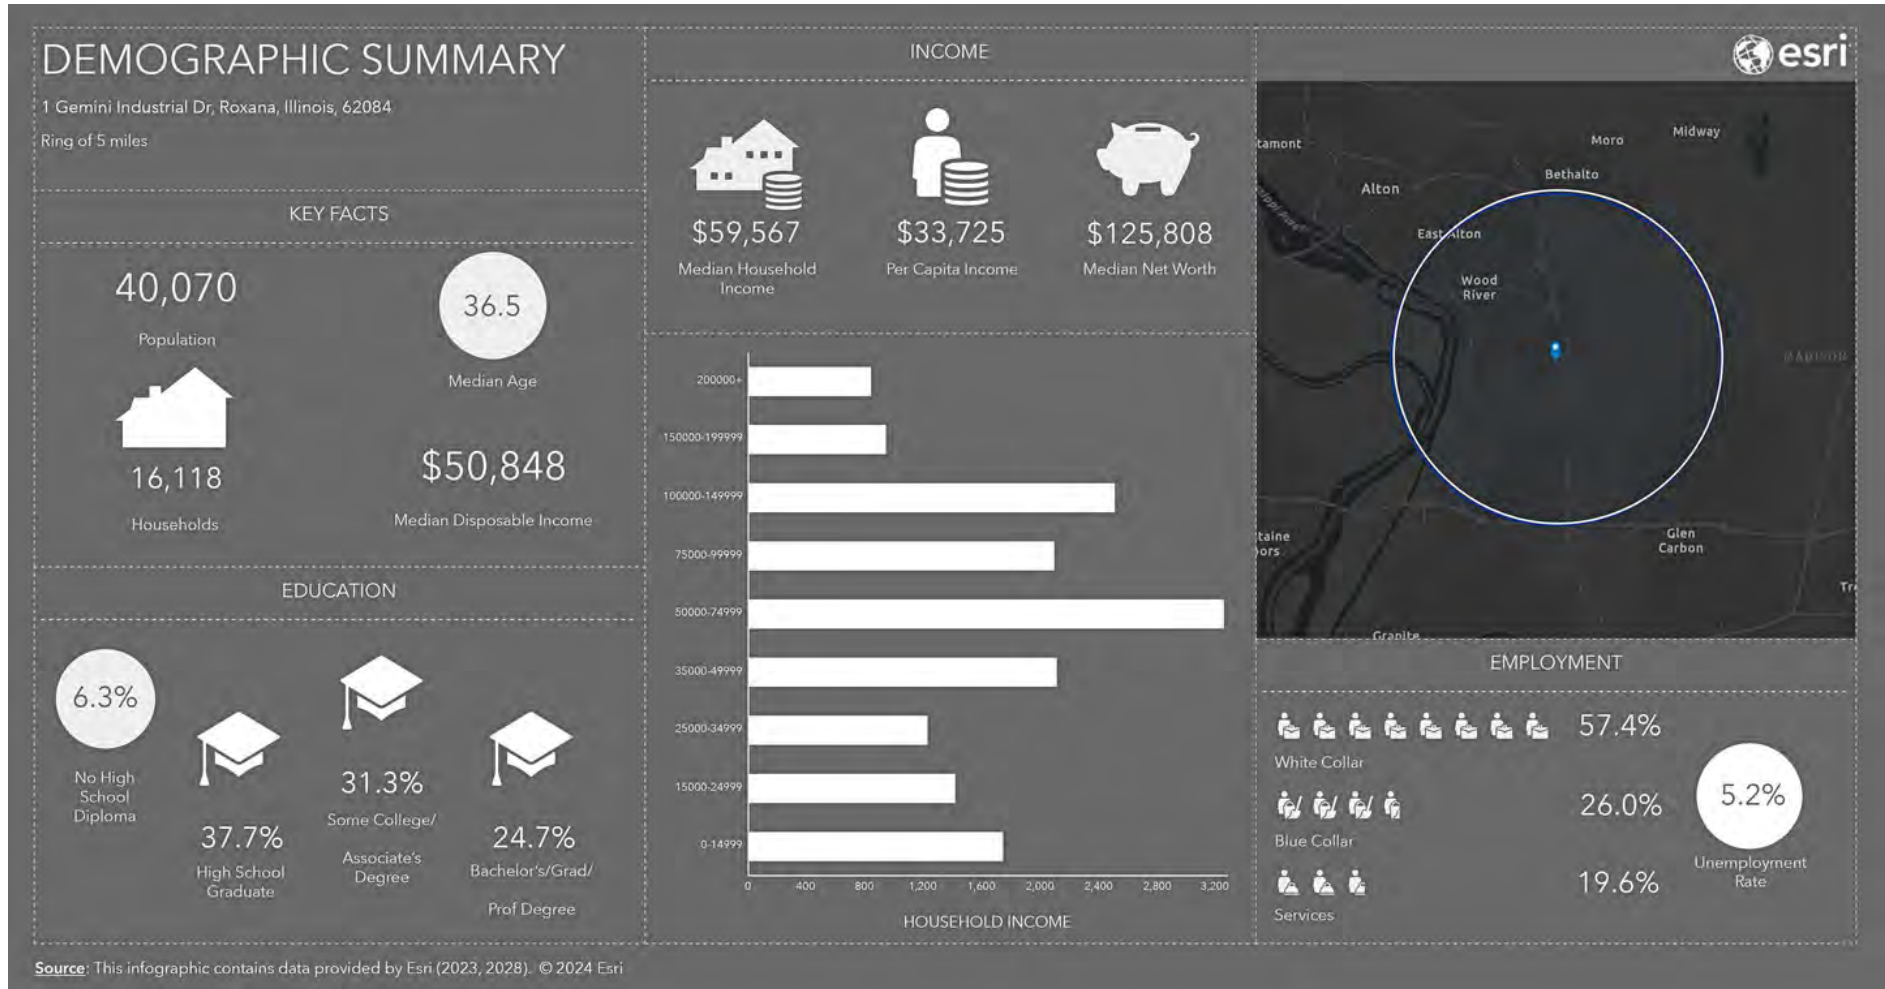 DEMOGRAPHIC SUMMARY
1 Gemini Industrial Dr, Roxana, Illinois, 62084
Ring of 5 miles
KEY FACTS
40,070
Population
36.5
Median Age
16,118
Households
$50,848
Median Disposable Income
EDUCATION
6.3%
No High
School
Diploma
37.7%
High School
Graduate
31.3%
Some College/
Associate's
Degree
24.7%
Bachelor's/Grad/
Prof Degree
INCOME
$59,567
Median Household
Income
$33,725
Per Capita Income
$125,808
Median Net Worth
200000+
150000-199999
100000-149999
75000-99999
50000-74999
35000-49999
25000-34999
15000-24999
0-14999
0 400 800 1,200 1,600 2,000 2,400 2,800 3,200
HOUSEHOLD INCOME
esri
tamont
Moro
Midway
Bethalto
Alton
East Alton
Wood
River
MADISON
Glen
Carbon
taine
ors
Tr
Granite
EMPLOYMENT
57.4%
White Collar
26.0%
Blue Collar
19.6%
Services
5.2%
Unemployment
Rate
Source: This infographic contains data provided by Esri (2023, 2028). © 2024 Esri